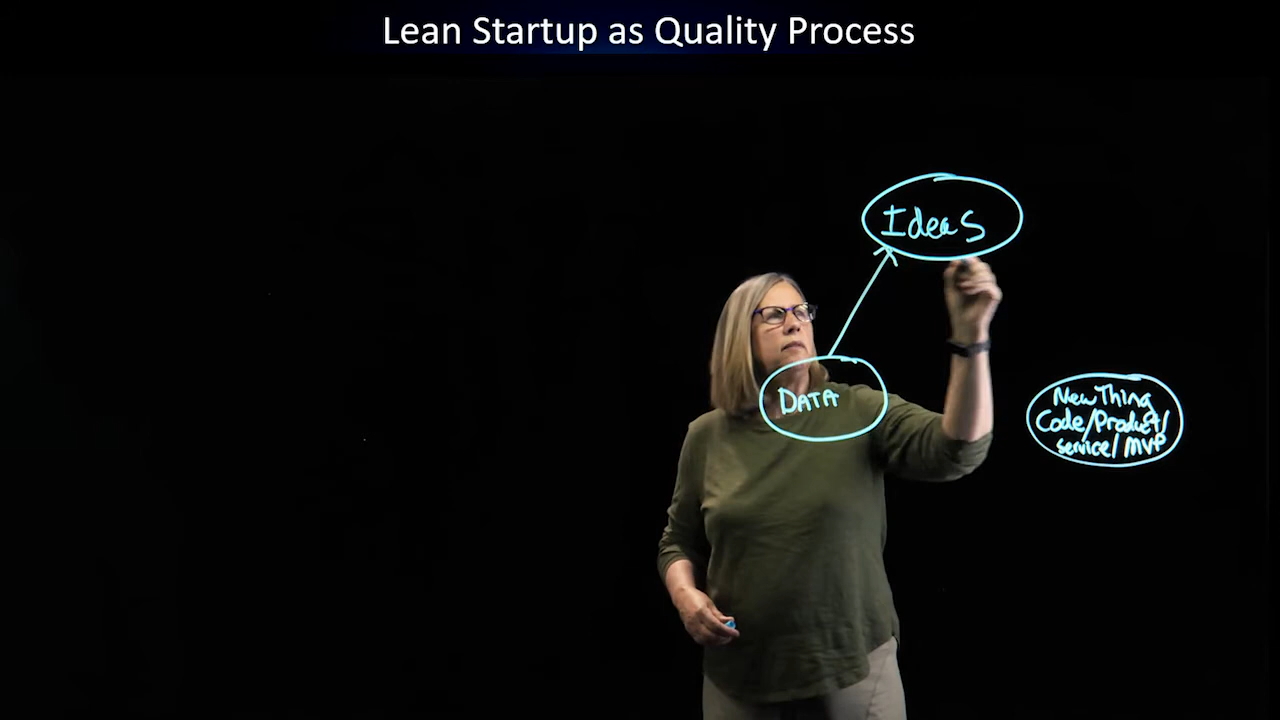 Lean Startup as Quality Process
Ideas
DATA
New Thing
Code/Product/
service/MVP